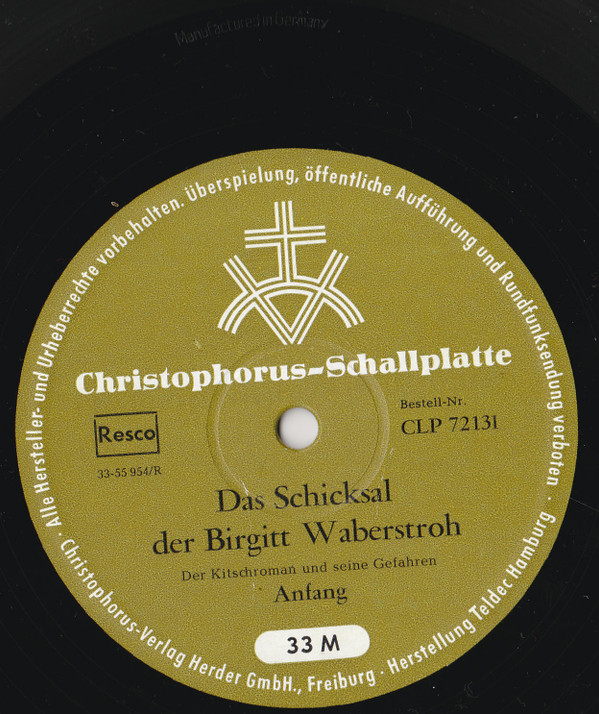 Manufactured in Germany
· Alle Hersteller- und Urheberrechte vorbehalten. Überspielung, öffentliche Aufführung und Rundfunksendung verboten ·
Christophorus-Schallplatte
Resco
33-55 954/R
Bestell-Nr.
CLP 72131
Das Schicksal
der Birgitt Waberstroh
Der Kitschroman und seine Gefahren
Anfang
33 M
Christophorus-Verlag Herder GmbH., Freiburg · Herstellung Teldec Hamburg